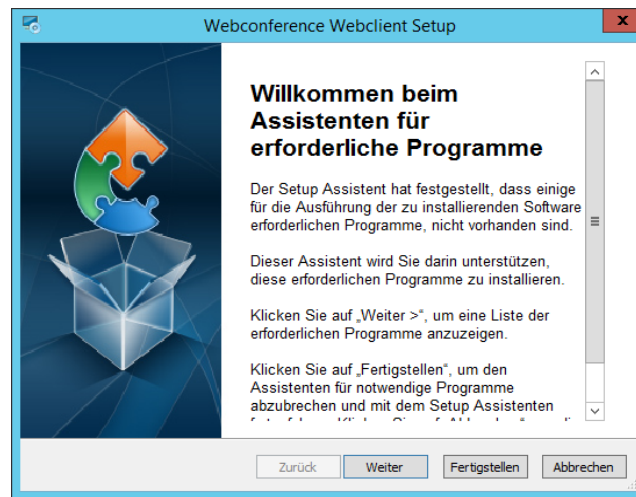 Webconference Webclient Setup
x
Willkommen beim
Assistenten für
erforderliche Programme
Der Setup Assistent hat festgestellt, dass einige
für die Ausführung der zu installierenden Software
erforderlichen Programme, nicht vorhanden sind.
Dieser Assistent wird Sie darin unterstützen,
diese erforderlichen Programme zu installieren.
Klicken Sie auf „Weiter >“, um eine Liste der
erforderlichen Programme anzuzeigen.
Klicken Sie auf „Fertigstellen“, um den
Assistenten für notwendige Programme
abzubrechen und mit dem Setup Assistenten
Zurück Weiter Fertigstellen Abbrechen